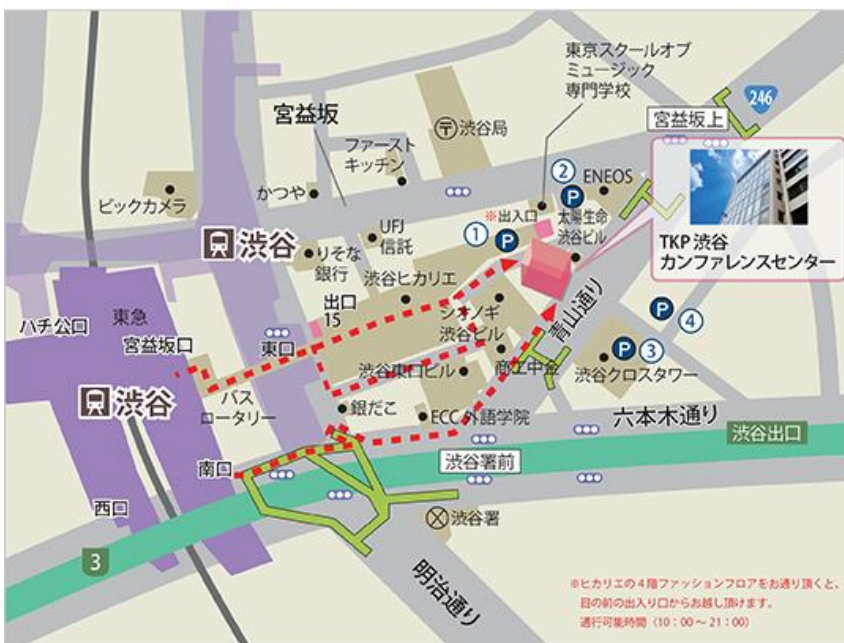 東京スクールオブ
ミュージック
専門学校
246
宮益坂
宮益坂上
〒渋谷局
ファースト
キッチン
② ENEOS
ビックカメラ
かつや
※出入口
太陽生命
渋谷ビル
UFJ
信託
① P
P
TKP 渋谷
カンファレンスセンター
渋谷
りそな
銀行
渋谷ヒカリエ
出口
15
シオノギ
渋谷ビル
青山通り
P
④
ハチ公口
東急
宮益坂口
東口
P ③
商工中金
渋谷東口ビル
渋谷クロスタワー
渋谷
バス
ロータリー
銀だこ
ECC 外語学院
六本木通り
渋谷出口
南口
渋谷署前
西口
渋谷署
3
明治通り
※ヒカリエの4階ファッションフロアをお通り頂くと、
目の前の出入り口からお越し頂けます。
通行可能時間（10：00～21：00）